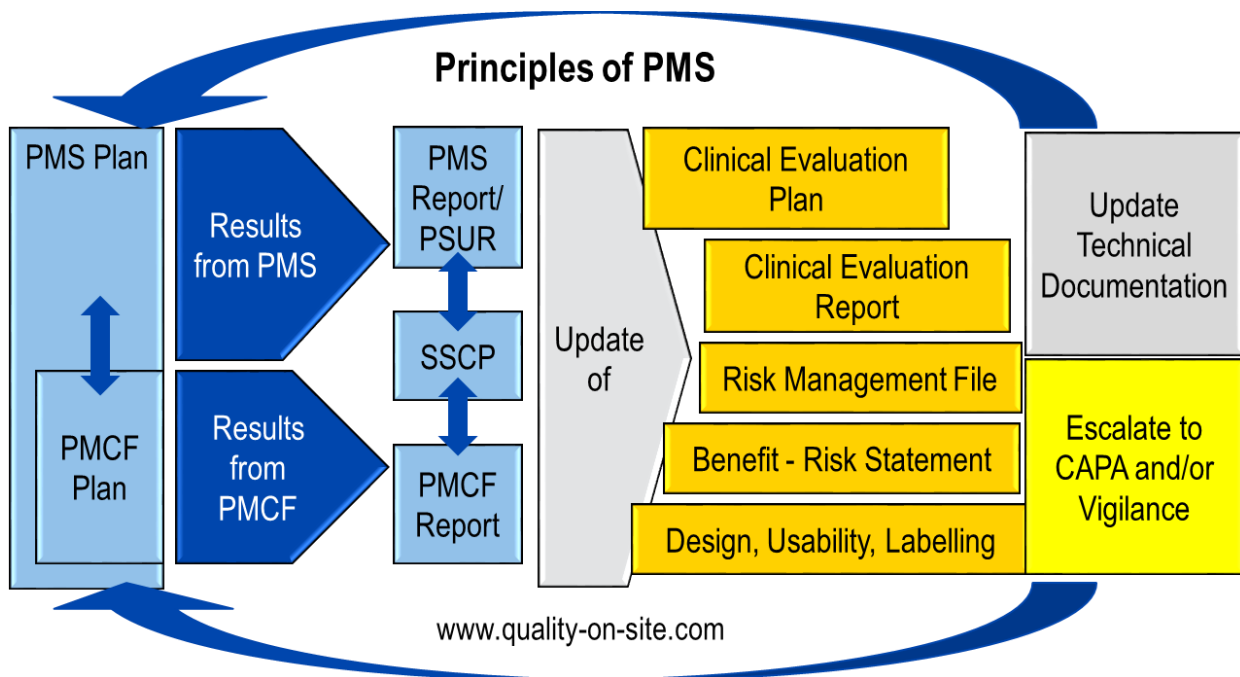 Principles of PMS
PMS Plan
PMCF
Plan
Results
from PMS
Results
from
PMCF
PMS
Report/
PSUR
SSCP
PMCF
Report
Update
of
Clinical Evaluation
Plan
Clinical Evaluation
Report
Risk Management File
Benefit - Risk Statement
Design, Usability, Labelling
Update
Technical
Documentation
Escalate to
CAPA and/or
Vigilance
www.quality-on-site.com